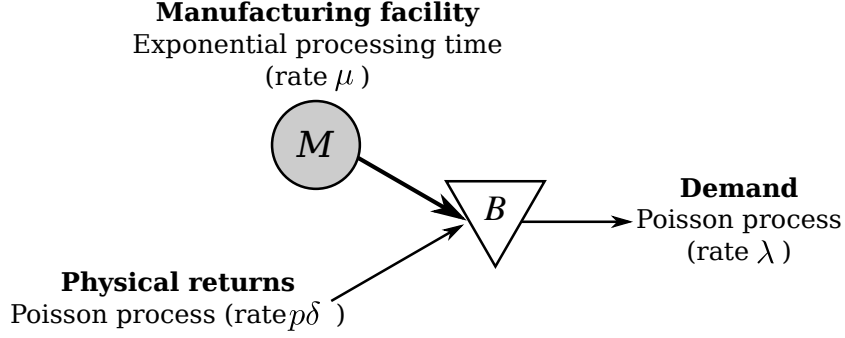 Manufacturing facility
Exponential processing time
(rate μ )
M
B
Demand
Poisson process
(rate λ )
Physical returns
Poisson process (rate pδ )